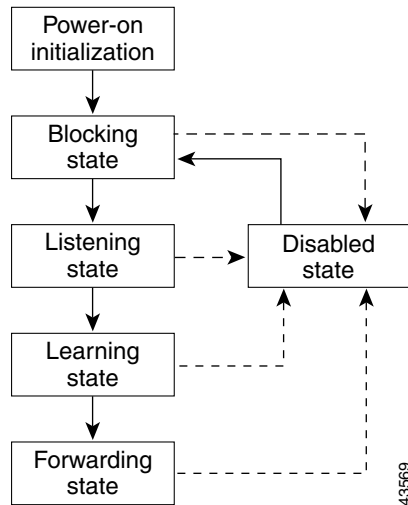 Power-on
initialization
Blocking
state
Listening
state
Disabled
state
Learning
state
Forwarding
state
43569